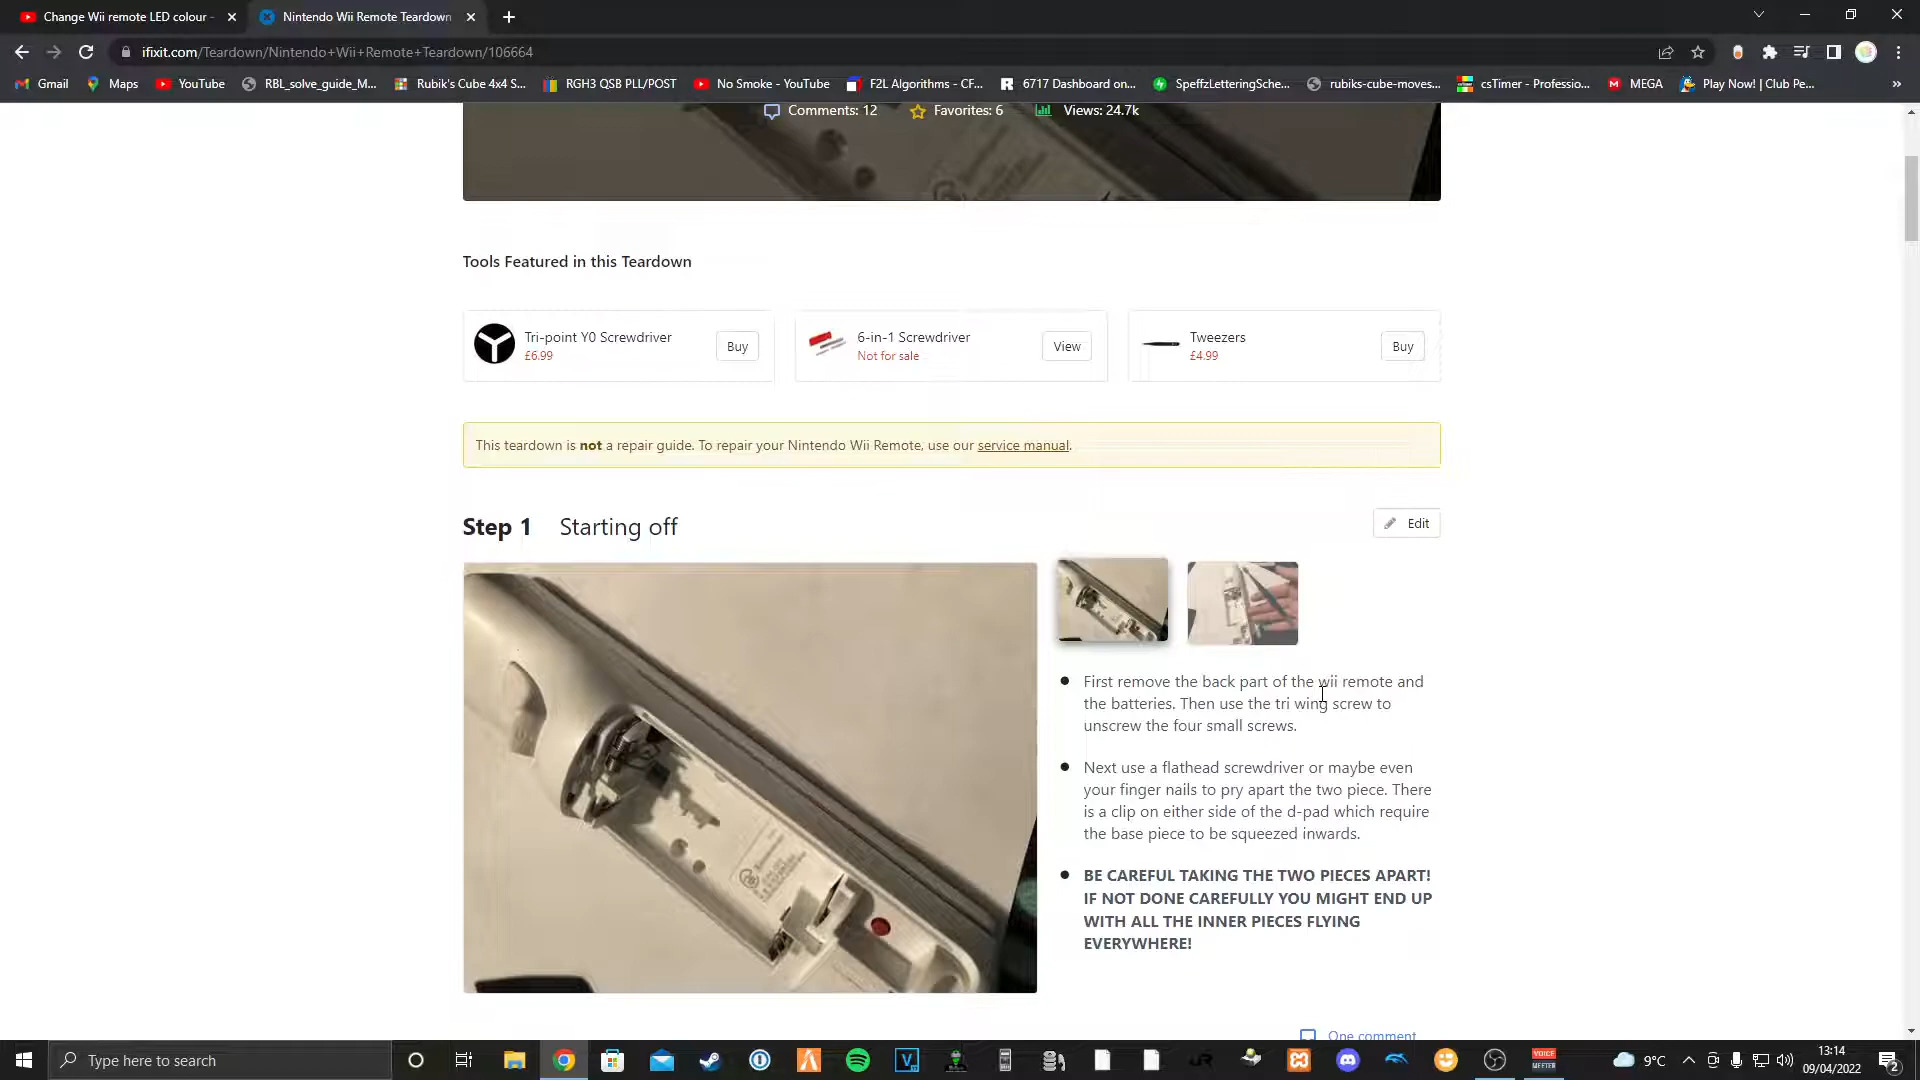 Change Wii remote LED colour -
Nintendo Wii Remote Teardown
ifixit.com/Teardown/Nintendo+Wii+Remote+Teardown/106664
Gmail
Maps
YouTube
RBL_solve_guide_M...
Rubik's Cube 4x4 S...
RGH3 QSB PLL/POST
No Smoke - YouTube
F2L Algorithms - CF...
6717 Dashboard on...
SpeffzLetteringSche...
rubiks-cube-moves...
csTimer - Professio...
MEGA
Play Now! | Club Pe...
»
Comments: 12
Favorites: 6
Views: 24.7k
Tools Featured in this Teardown
Tri-point Y0 Screwdriver
£6.99
Buy
6-in-1 Screwdriver
Not for sale
View
Tweezers
£4.99
Buy
This teardown is not a repair guide. To repair your Nintendo Wii Remote, use our service manual.
Step 1 Starting off
Edit
First remove the back part of the wii remote and
the batteries. Then use the tri wing screw to
unscrew the four small screws.
Next use a flathead screwdriver or maybe even
your finger nails to pry apart the two piece. There
is a clip on either side of the d-pad which require
the base piece to be squeezed inwards.
BE CAREFUL TAKING THE TWO PIECES APART!
IF NOT DONE CAREFULLY YOU MIGHT END UP
WITH ALL THE INNER PIECES FLYING
EVERYWHERE!
One comment
Type here to search
VOICE
MEETER
9°C
13:14
09/04/2022
2